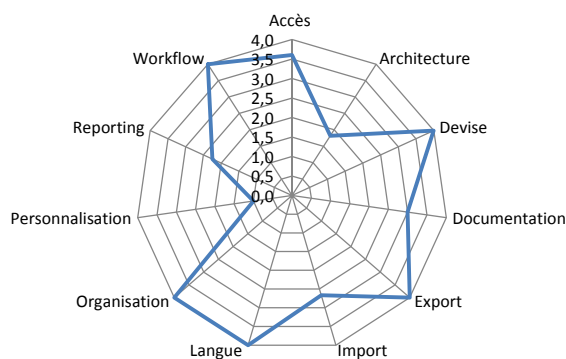 Accès
4,0
3,5
3,0
2,5
2,0
1,5
1,0
0,5
0,0
Architecture
Devise
Documentation
Export
Import
Langue
Organisation
Personnalisation
Reporting
Workflow